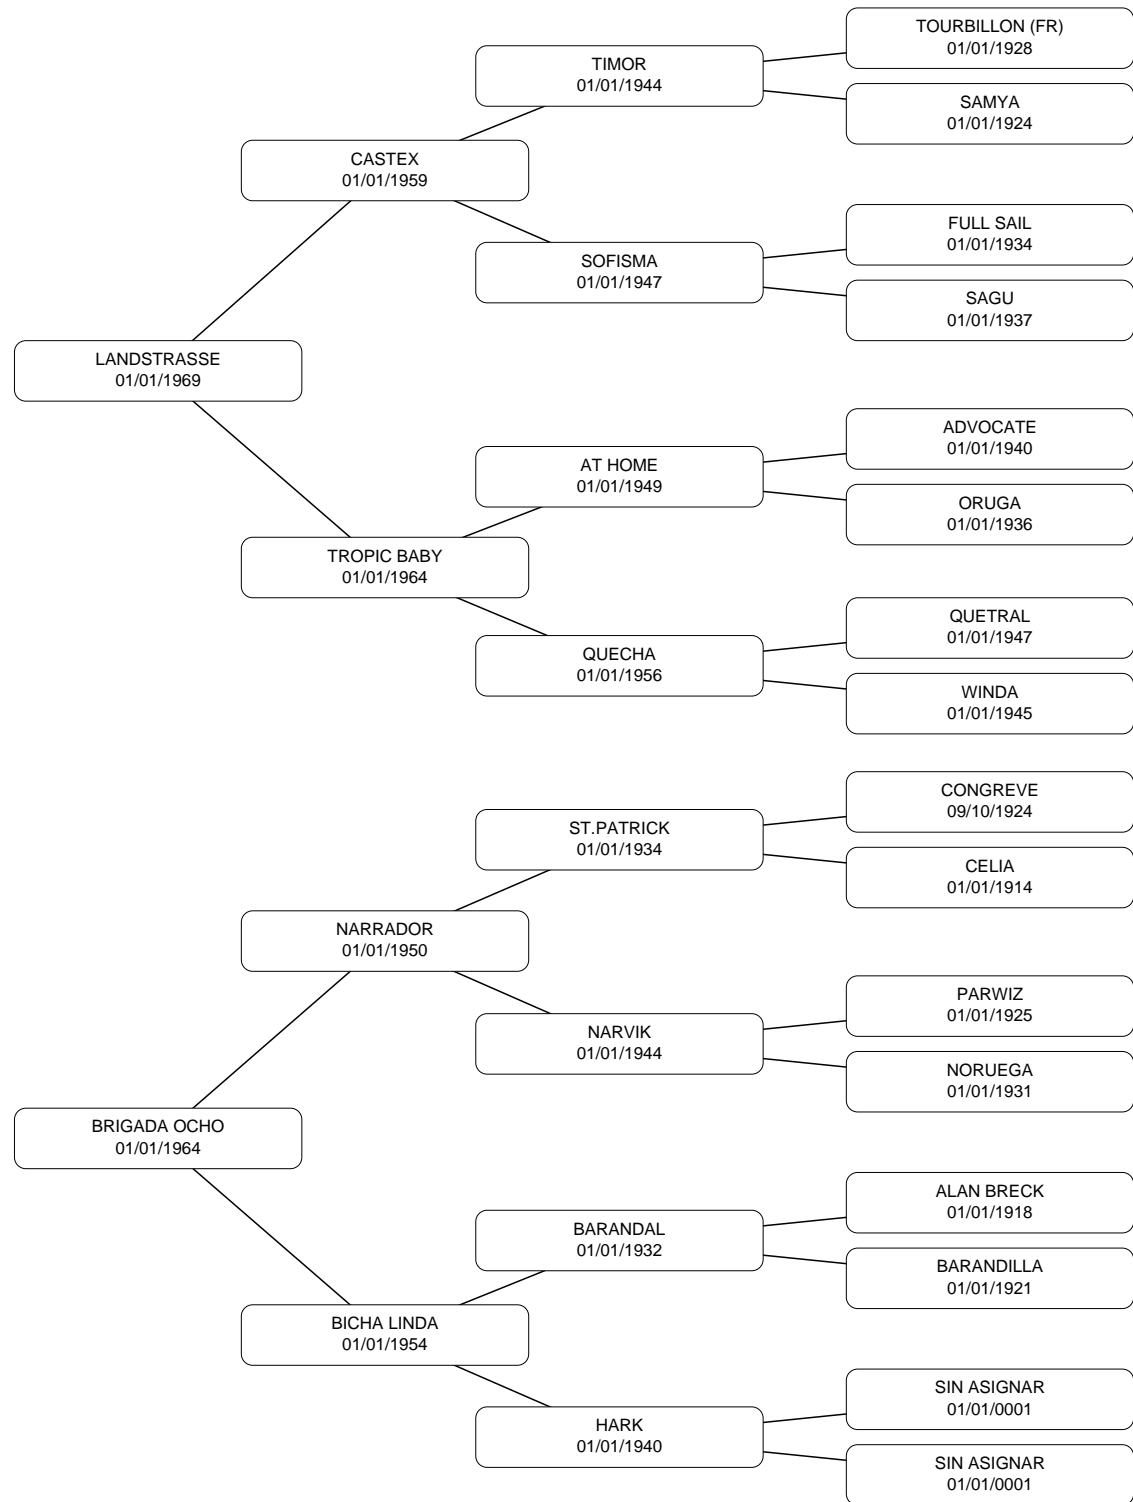 TOURBILLON (FR)
01/01/1928
TIMOR
01/01/1944
SAMYA
01/01/1924
CASTEX
01/01/1959
FULL SAIL
01/01/1934
SOFISMA
01/01/1947
SAGU
01/01/1937
LANDSTRASSE
01/01/1969
ADVOCATE
01/01/1940
AT HOME
01/01/1949
ORUGA
01/01/1936
TROPIC BABY
01/01/1964
QUETRAL
01/01/1947
QUECHA
01/01/1956
WINDA
01/01/1945
CONGREVE
09/10/1924
ST.PATRICK
01/01/1934
CELIA
01/01/1914
NARRADOR
01/01/1950
PARWIZ
01/01/1925
NARVIK
01/01/1944
NORUEGA
01/01/1931
BRIGADA OCHO
01/01/1964
ALAN BRECK
01/01/1918
BARANDAL
01/01/1932
BARANDILLA
01/01/1921
BICHA LINDA
01/01/1954
SIN ASIGNAR
01/01/0001
HARK
01/01/1940
SIN ASIGNAR
01/01/0001